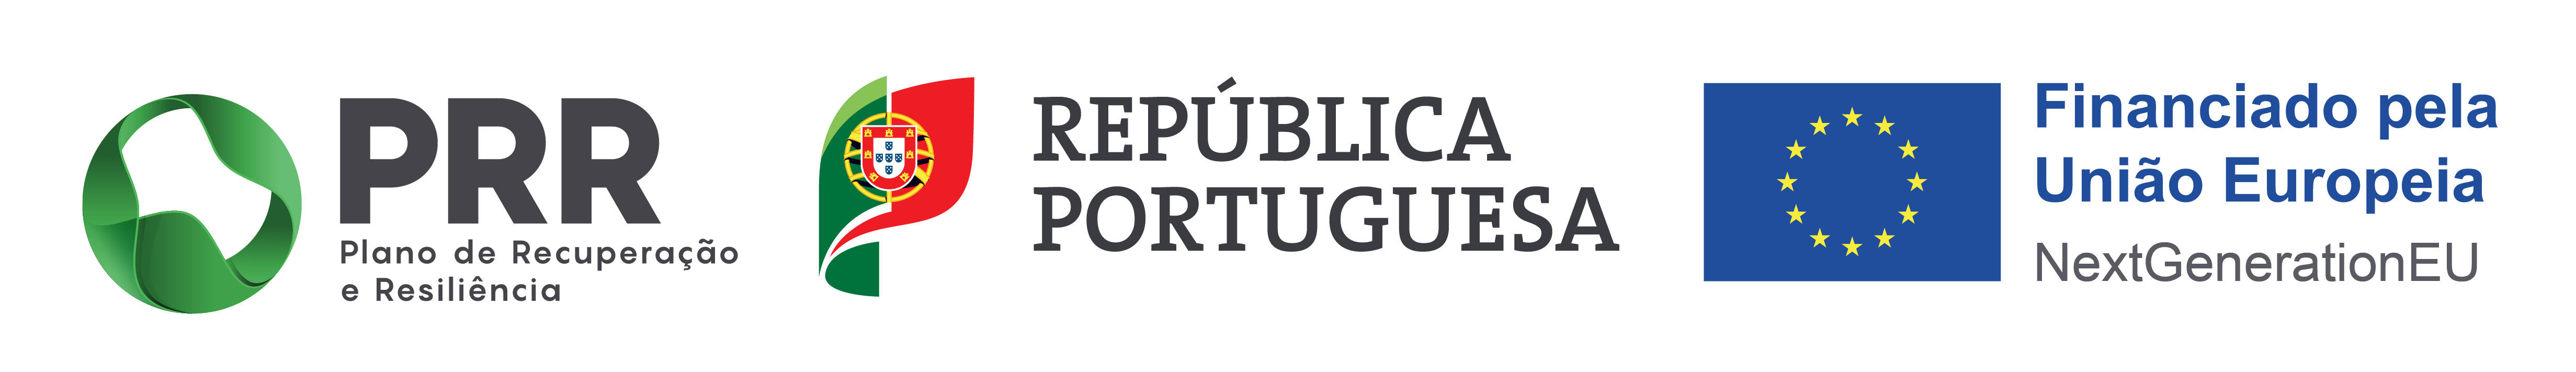 PRR
Plano de Recuperação
e Resiliência
REPÚBLICA
PORTUGUESA
Financiado pela
União Europeia
NextGenerationEU